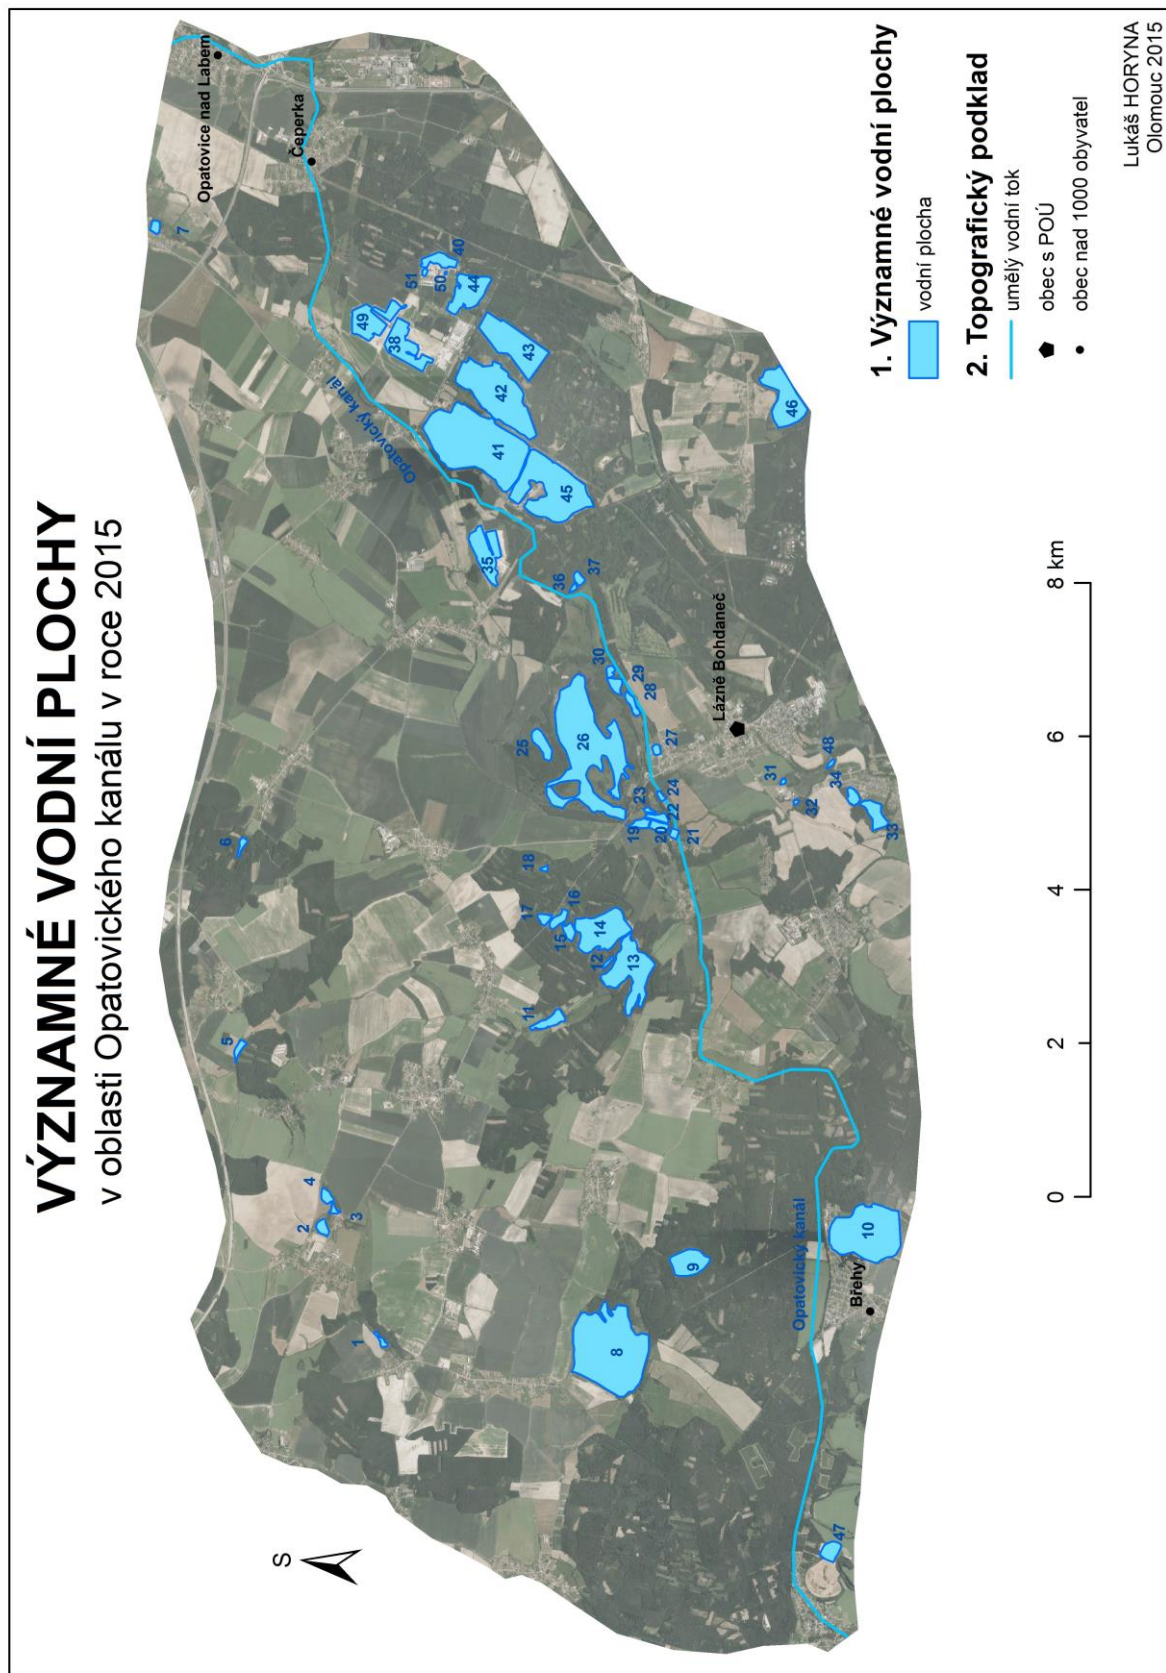 VÝZNAMNÉ VODNÍ PLOCHY
v oblasti Opatovického kanálu v roce 2015
S
Opatovice nad Labem
Čeperka
Opatovický kanál
Lázně Bohdaneč
Opatovický kanál
Břehy
1
2
3
4
5
6
7
8
9
10
11
12
13
14
15
16
17
18
19
20
21
22
23
24
25
26
27
28
29
30
31
32
33
34
35
36
37
38
40
41
42
43
44
45
46
47
48
49
50
51
0 2 4 6 8 km
1. Významné vodní plochy
vodní plocha
2. Topografický podklad
umělý vodní tok
obec s POÚ
obec nad 1000 obyvatel
Lukáš HORYNA
Olomouc 2015